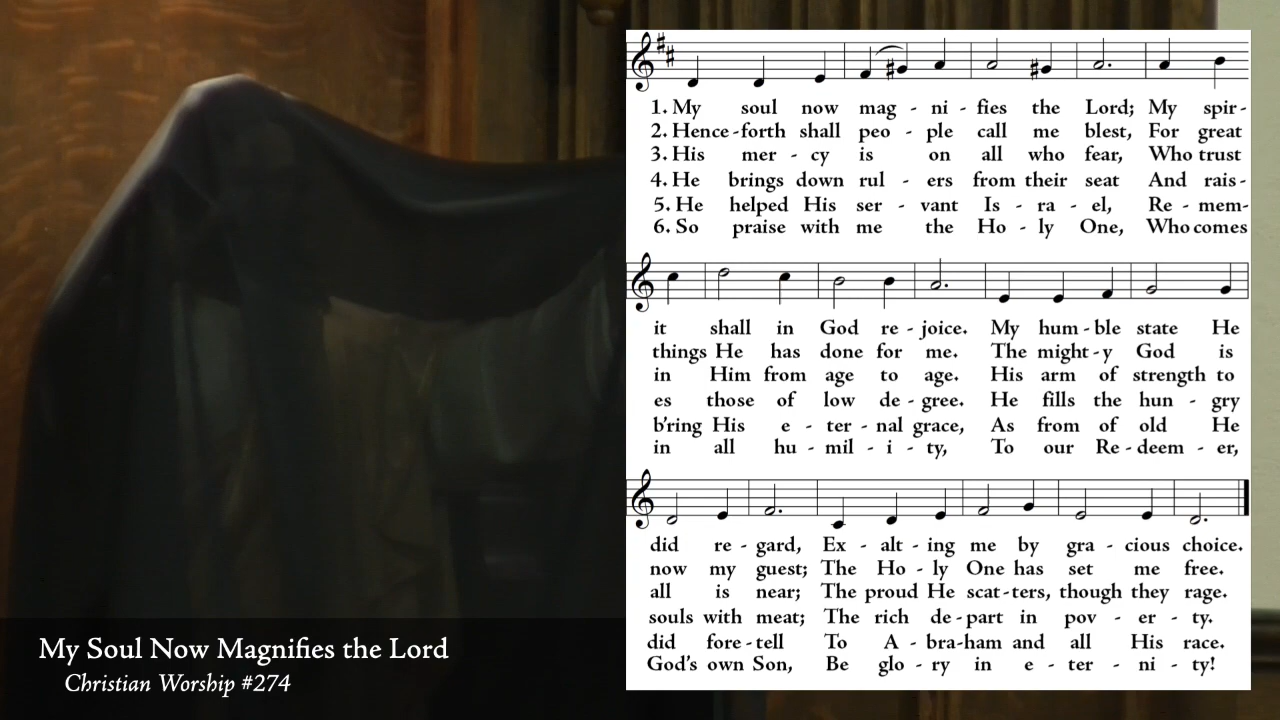 1. My soul now mag - ni - fies the Lord; My spir-
2. Hence - forth shall peo - ple call me blest, For great
3. His mer - cy is on all who fear, Who trust
4. He brings down rul - ers from their seat And rais-
5. He helped His ser - vant Is - ra - el, Re - mem-
6. So praise with me the Ho - ly One, Who comes
it shall in God re - joice. My hum - ble state He
things He has done for me. The might - y God is
in Him from age to age. His arm of strength to
es those of low de - gree. He fills the hun - gry
b'ring His e - ter - nal grace, As from of old He
in all hu - mil - i - ty, To our Re - deem - er,
did re - gard, Ex - alt - ing me by gra - cious choice.
now my guest; The Ho - ly One has set me free.
all is near; The proud He scat - ters, though they rage.
souls with meat; The rich de - part in pov - er - ty.
did fore - tell To A - bra-ham and all His race.
God's own Son, Be glo - ry in e - ter - ni - ty!
My Soul Now Magnifies the Lord
Christian Worship #274